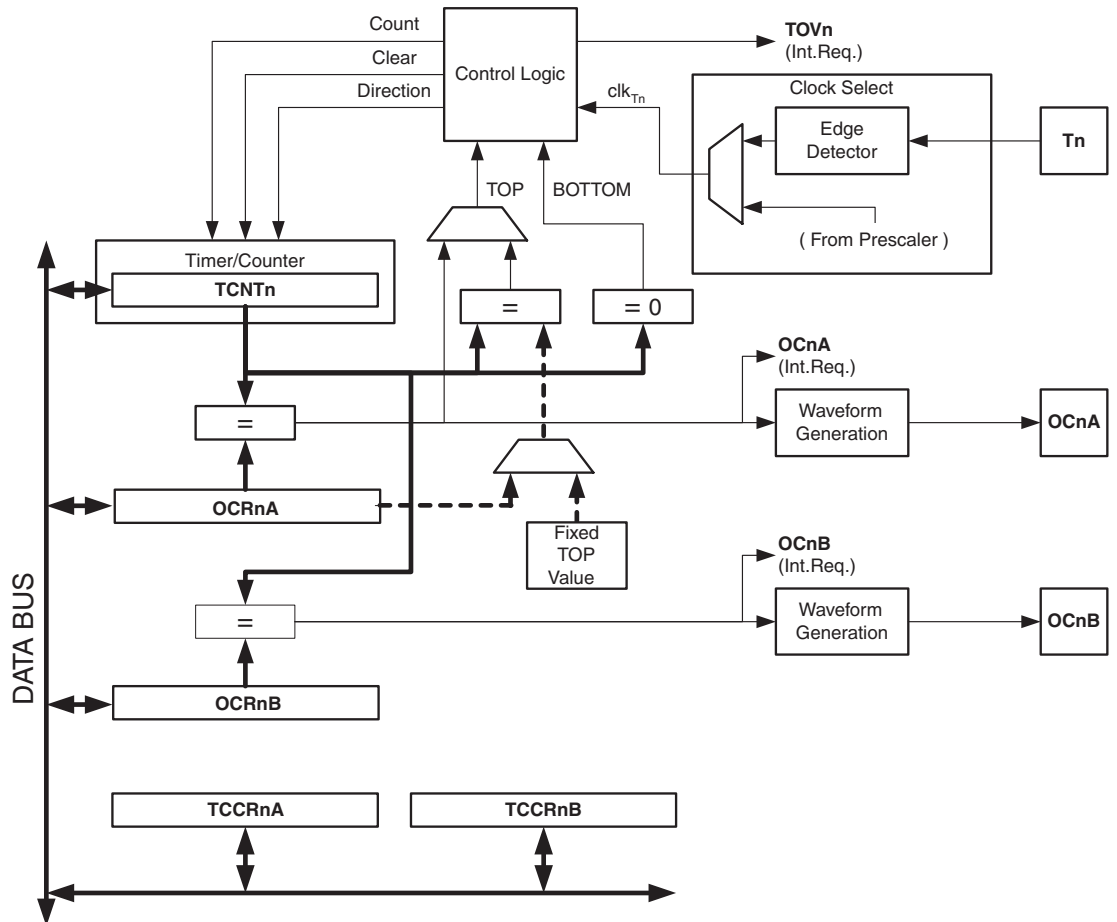 Count
Clear
Direction
Control Logic
TOVn
(Int.Req.)
clkTn
Clock Select
Edge
Detector
Tn
( From Prescaler )
TOP
BOTTOM
Timer/Counter
TCNTn
=
= 0
OCnA
(Int.Req.)
=
Waveform
Generation
OCnA
OCRnA
Fixed
TOP
Value
OCnB
(Int.Req.)
=
Waveform
Generation
OCnB
OCRnB
DATA BUS
TCCRnA
TCCRnB